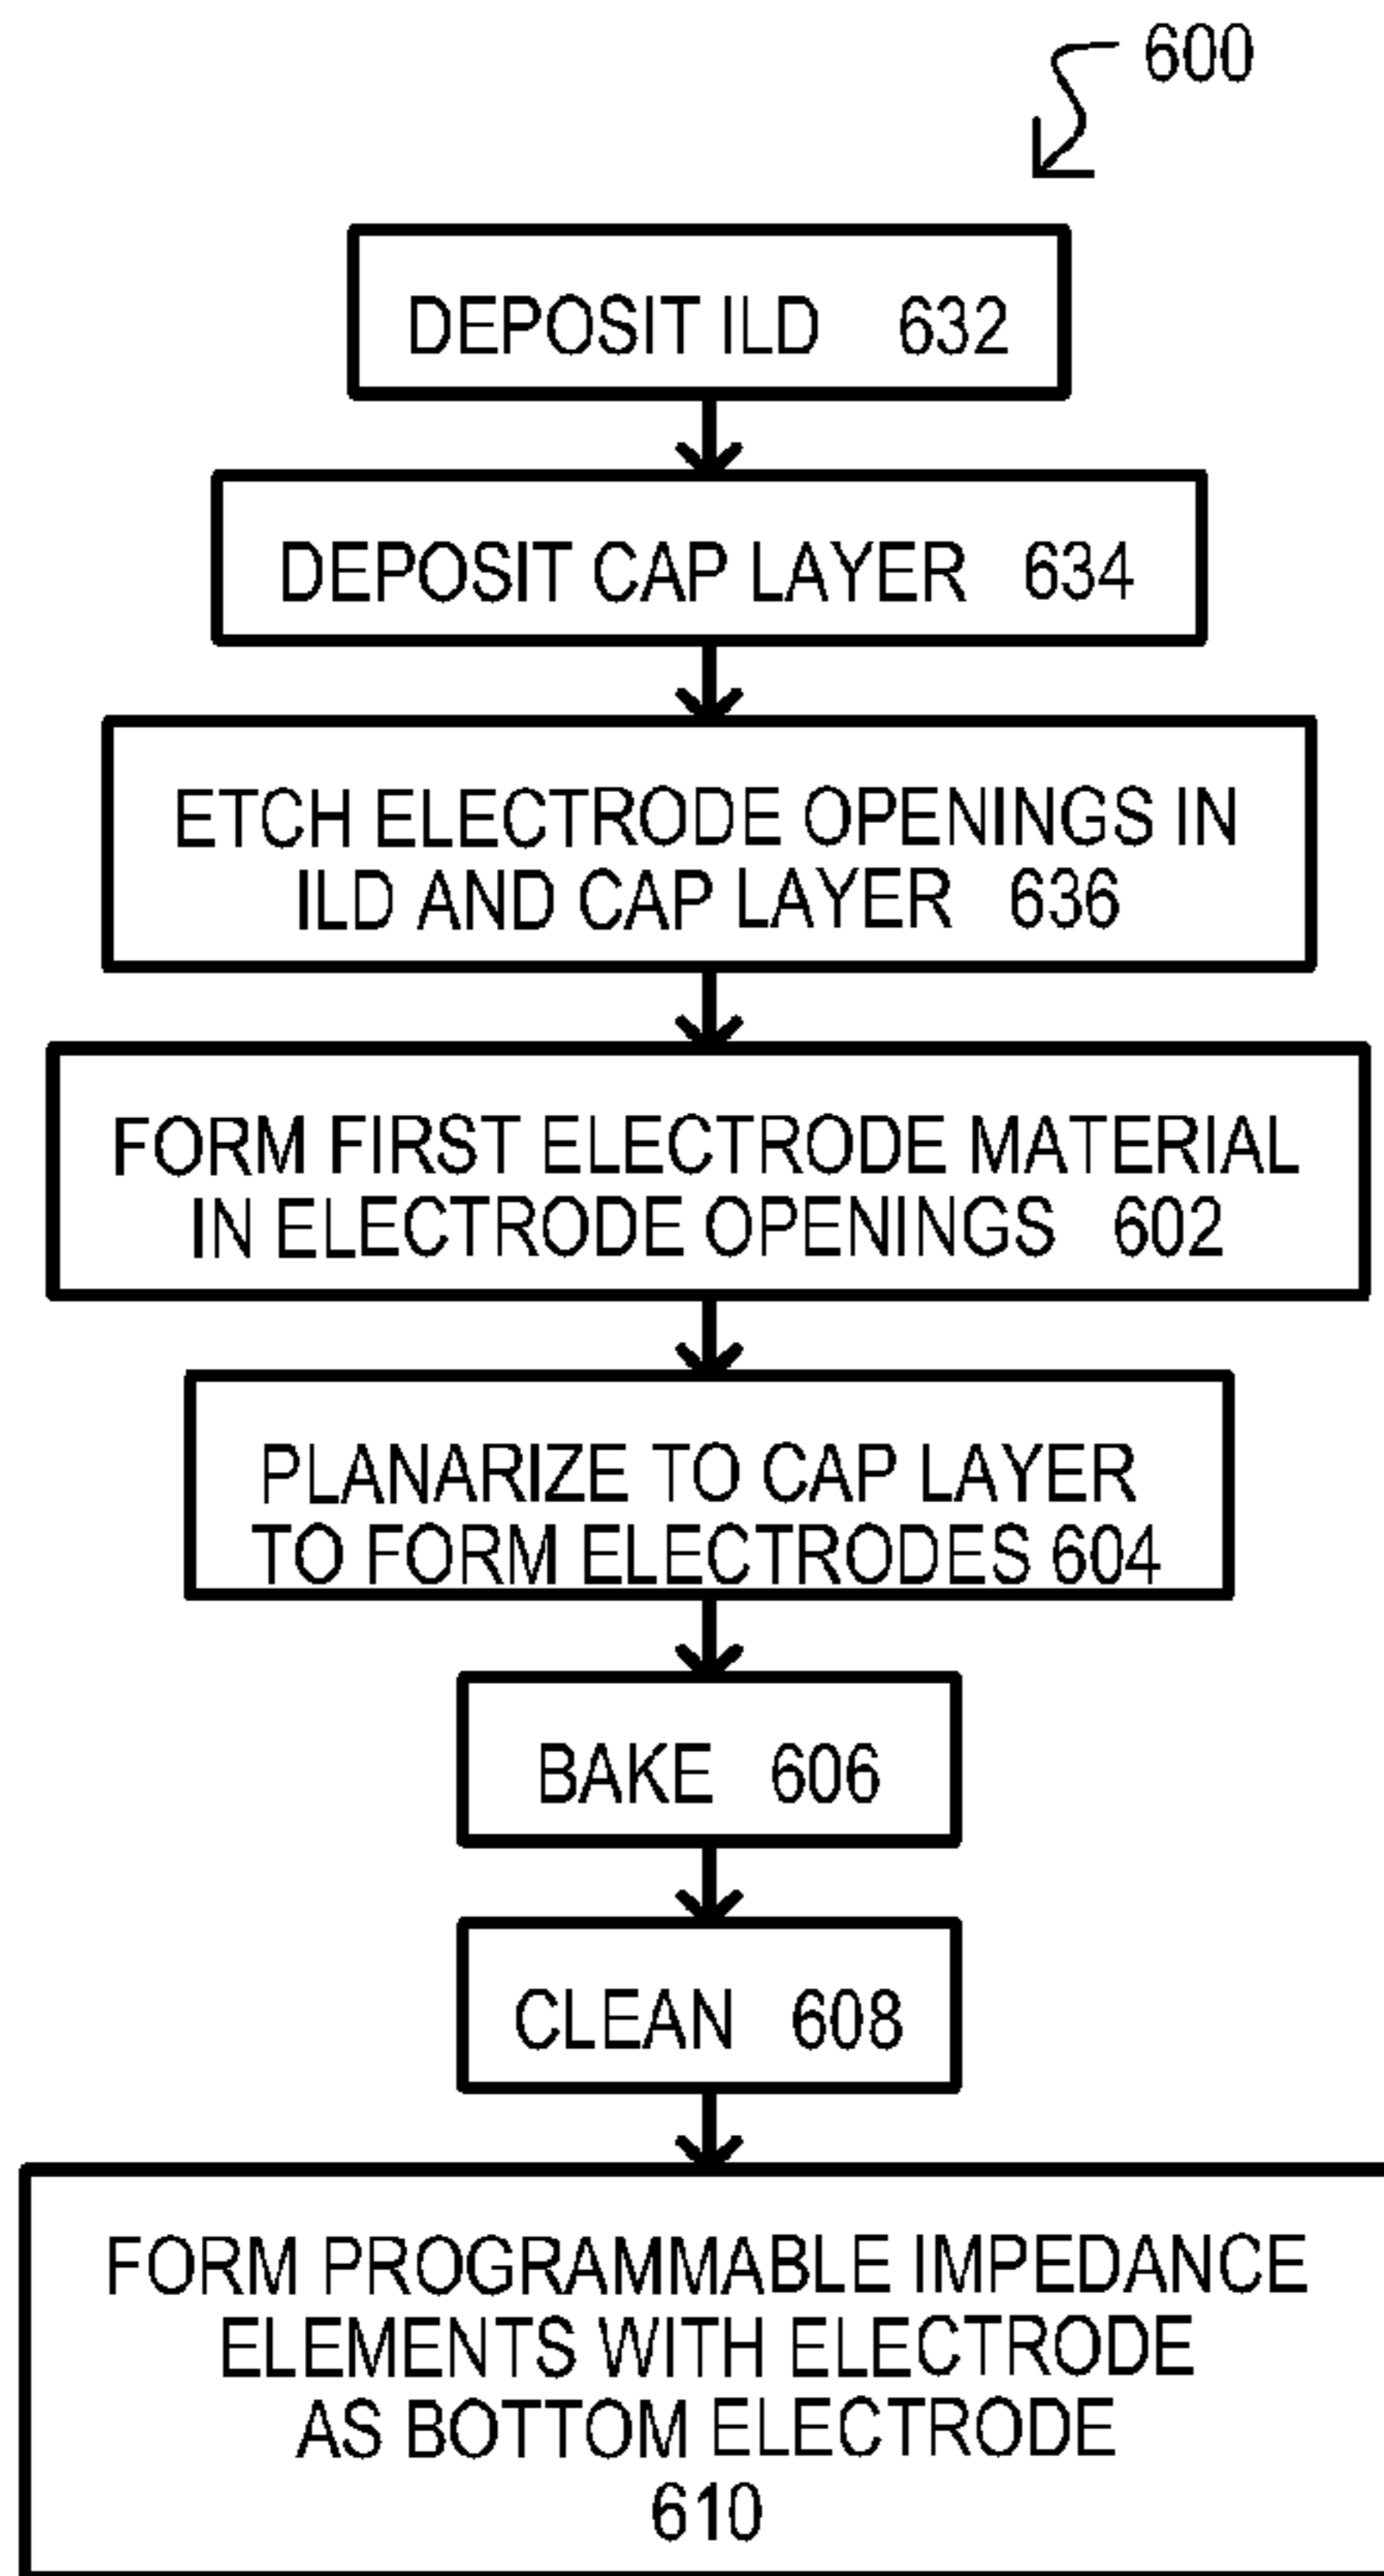 600
DEPOSIT ILD 632
DEPOSIT CAP LAYER 634
ETCH ELECTRODE OPENINGS IN
ILD AND CAP LAYER 636
FORM FIRST ELECTRODE MATERIAL
IN ELECTRODE OPENINGS 602
PLANARIZE TO CAP LAYER
TO FORM ELECTRODES 604
BAKE 606
CLEAN 608
FORM PROGRAMMABLE IMPEDANCE
ELEMENTS WITH ELECTRODE
AS BOTTOM ELECTRODE
610